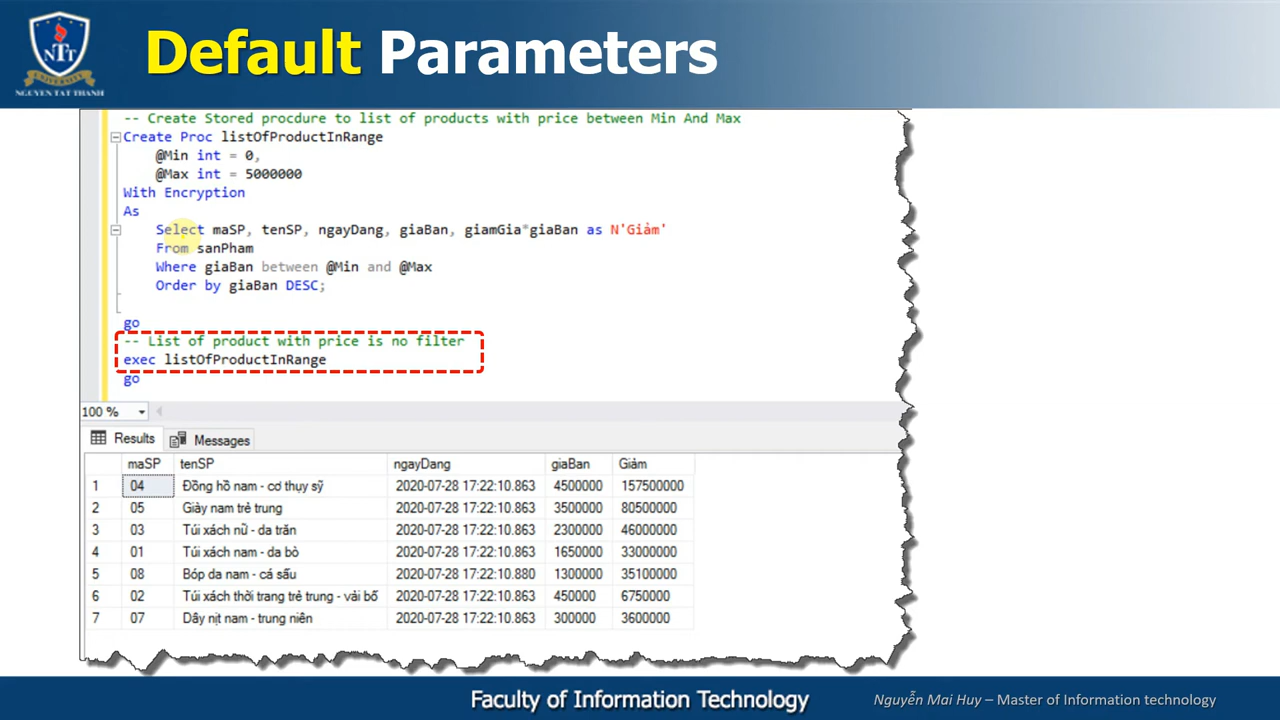 NTT
UNIVERSITY
NGUYEN TAT THANH
Default Parameters
-- Create Stored procdure to list of products with price between Min And Max
Create Proc listOfProductInRange
@Min int = 0,
@Max int = 5000000
With Encryption
As
Select maSP, tenSP, ngayDang, giaBan, giamGia*giaBan as N'Giảm'
From sanPham
Where giaBan between @Min and @Max
Order by giaBan DESC;
go
-- List of product with price is no filter
exec listOfProductInRange
go
100 %
Results Messages
maSP tenSP ngayDang giaBan Giảm
1 04 Đồng hồ nam - cơ thụy sỹ 2020-07-28 17:22:10.863 4500000 157500000
2 05 Giày nam trẻ trung 2020-07-28 17:22:10.863 3500000 80500000
3 03 Túi xách nữ - da trăn 2020-07-28 17:22:10.863 2300000 46000000
4 01 Túi xách nam - da bò 2020-07-28 17:22:10.863 1650000 33000000
5 08 Bóp da nam - cá sấu 2020-07-28 17:22:10.880 1300000 35100000
6 02 Túi xách thời trang trẻ trung - vải bố 2020-07-28 17:22:10.863 450000 6750000
7 07 Dây nịt nam - trung niên 2020-07-28 17:22:10.863 300000 3600000
Faculty of Information Technology
Nguyễn Mai Huy – Master of Information technology